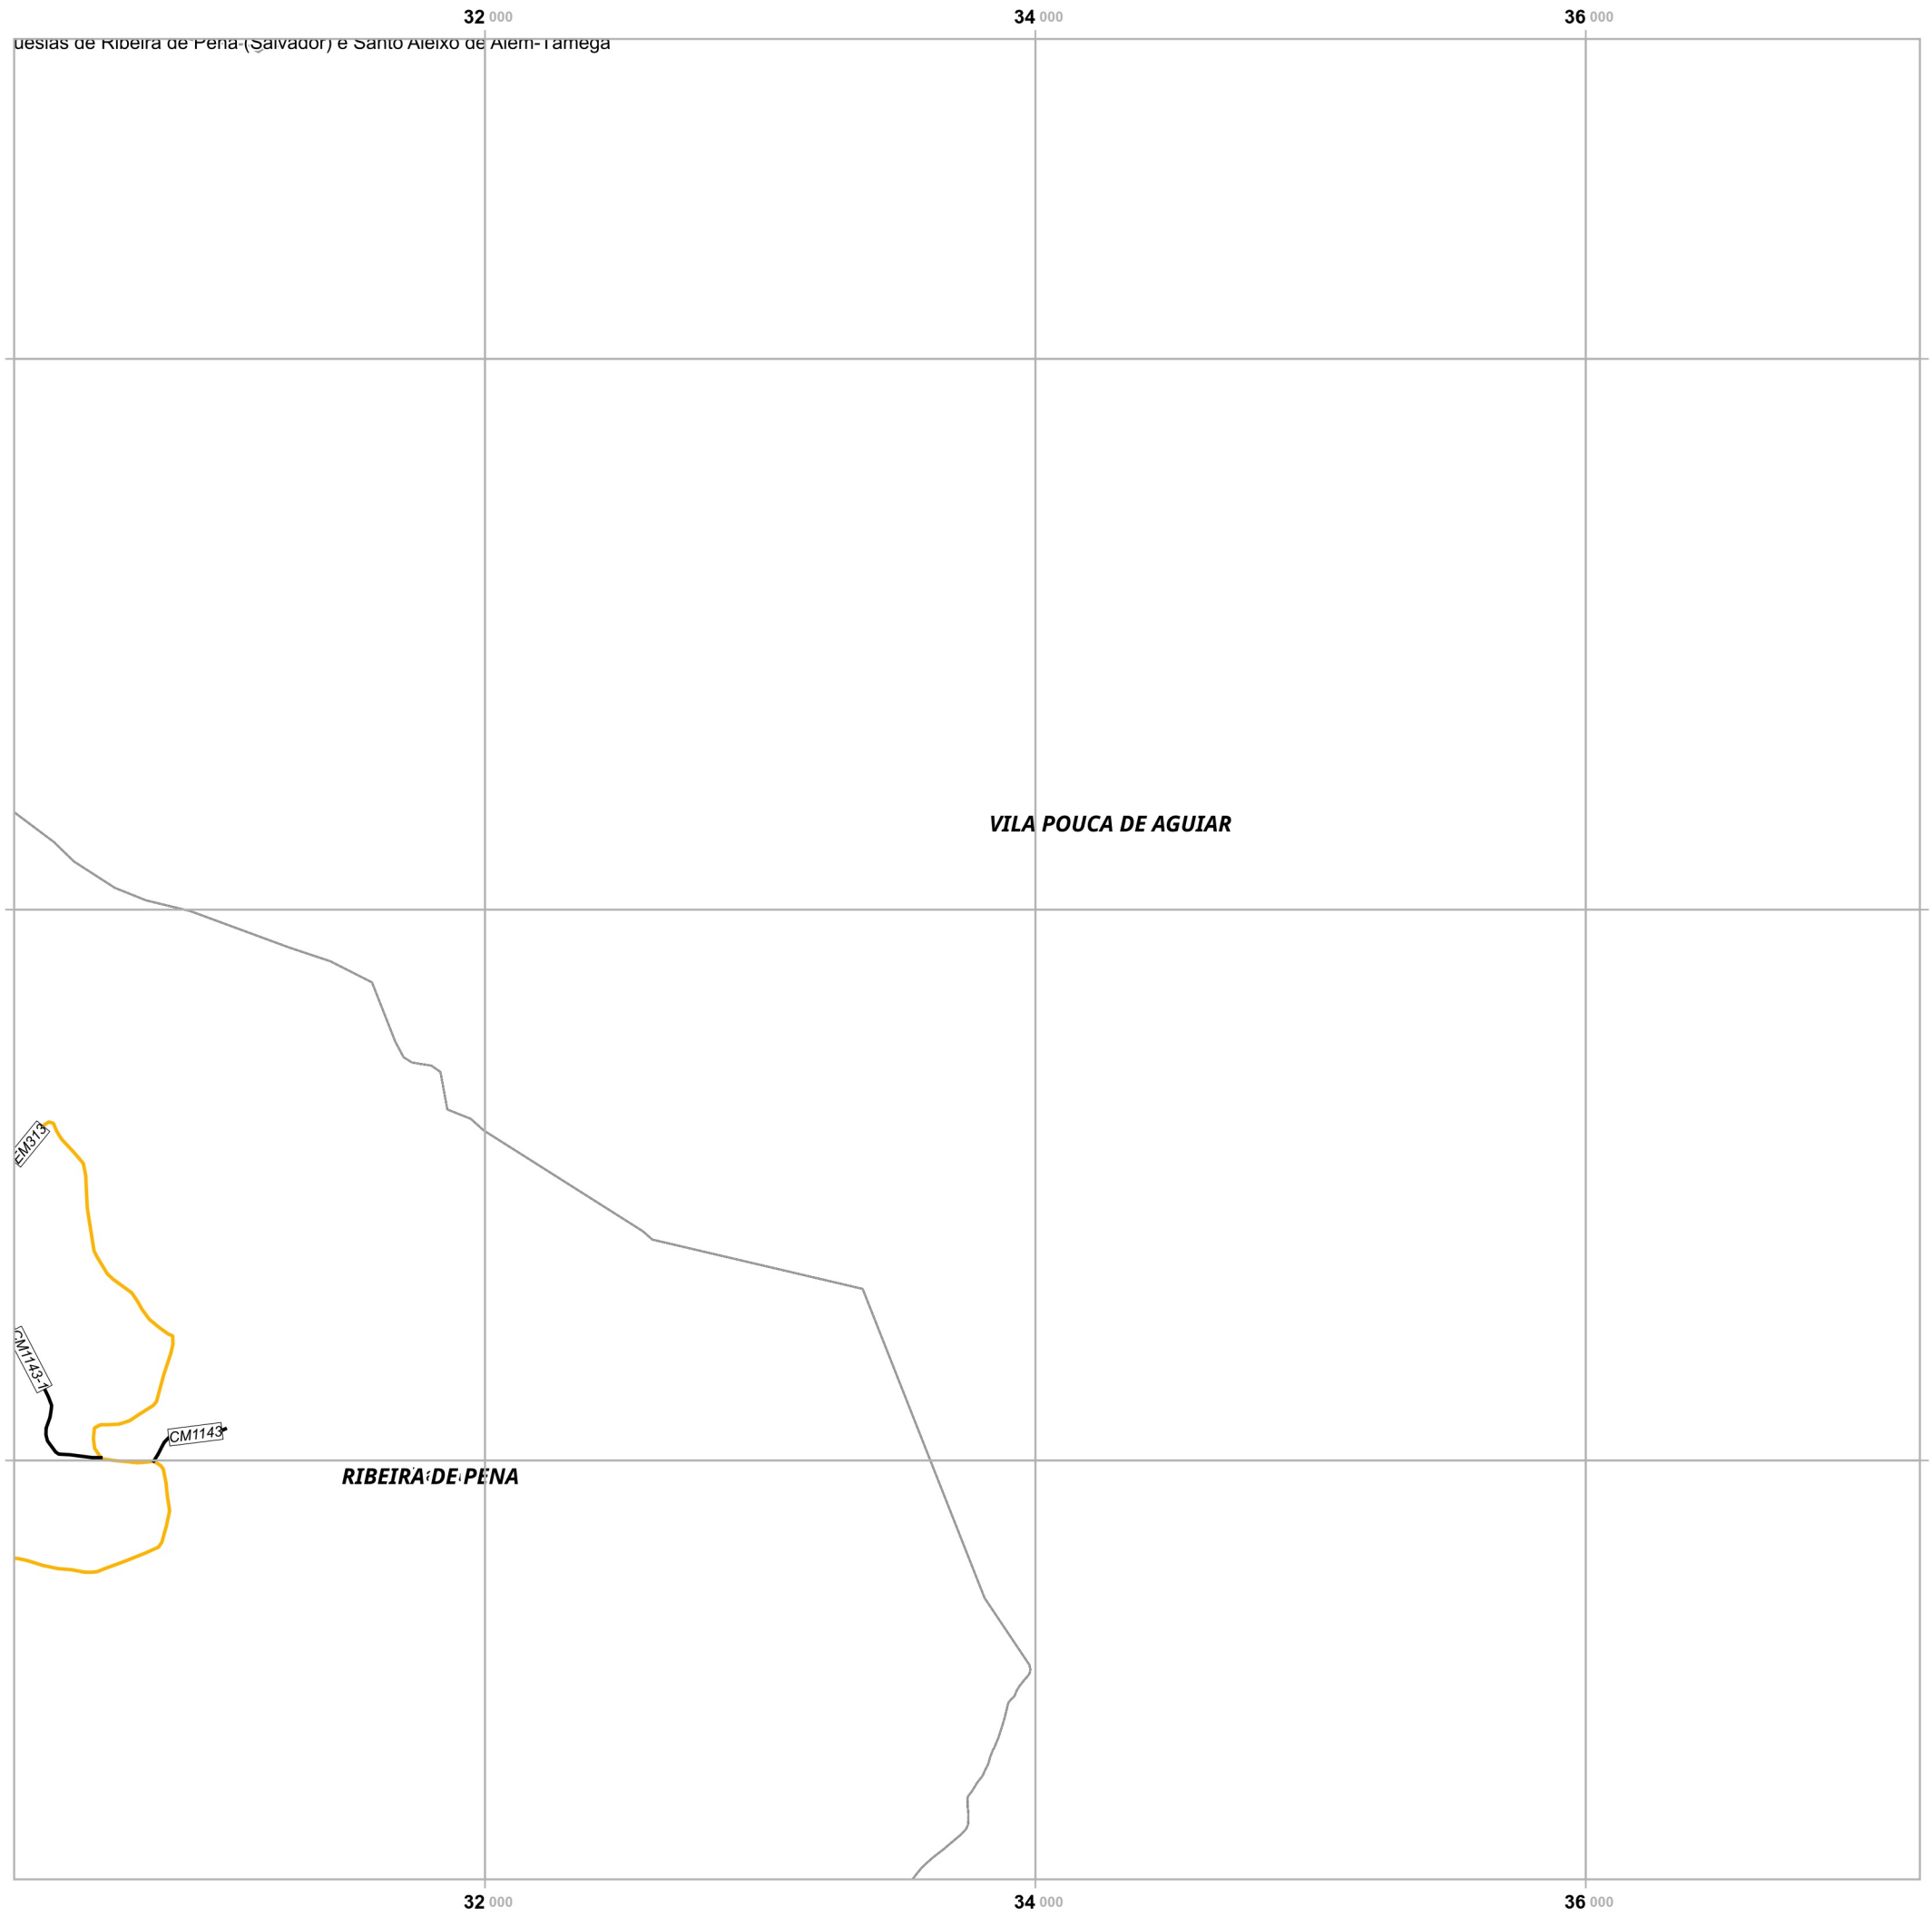 32 000 34 000 36 000
uesias de Ribeira de Pena (Salvador) e Santo Aleixo de Além-Tâmega
VILA POUCA DE AGUIAR
EM313
CM1143-1
CM1143
RIBEIRA DE PENA
32 000 34 000 36 000